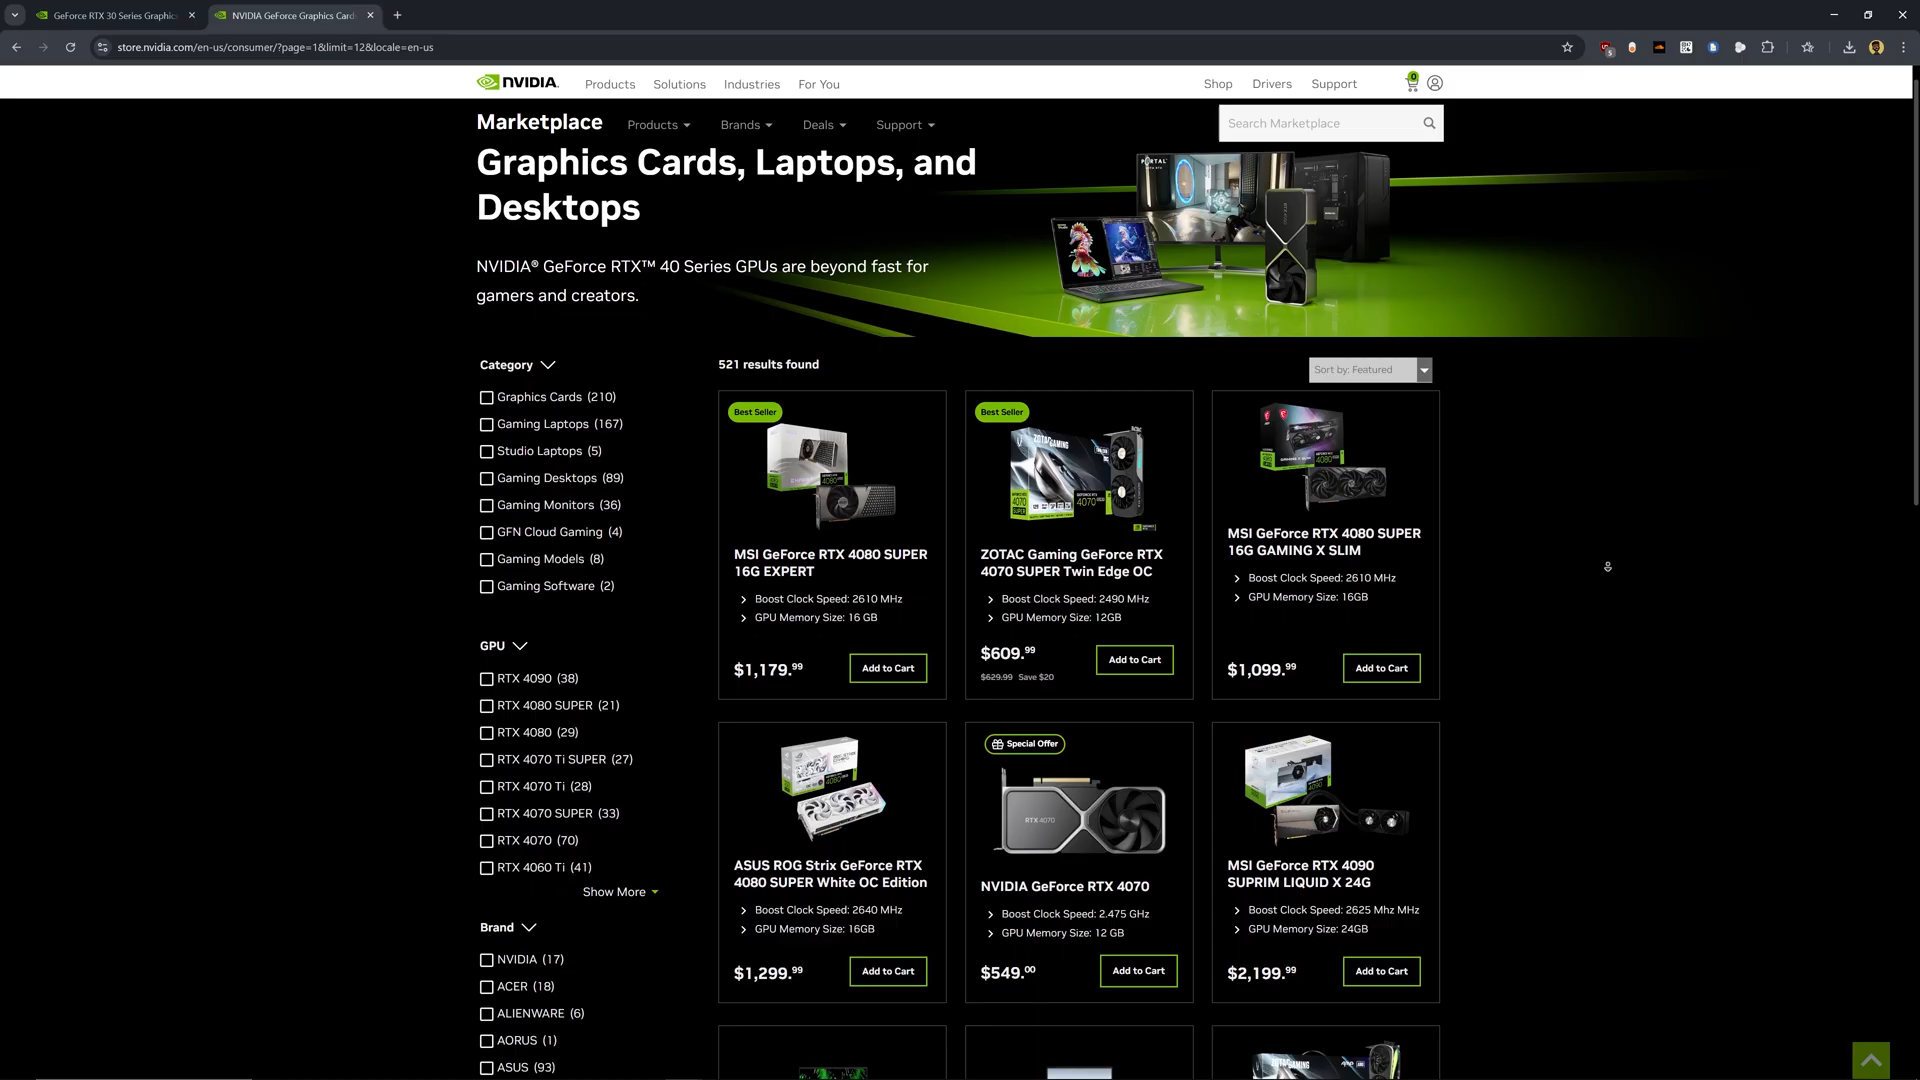 GeForce RTX 30 Series Graphics
NVIDIA GeForce Graphics Cards
store.nvidia.com/en-us/consumer/?page=1&limit=12&locale=en-us
NVIDIA.
Products
Solutions
Industries
For You
Shop
Drivers
Support
0
Marketplace
Products
Brands
Deals
Support
Search Marketplace
Graphics Cards, Laptops, and
Desktops
NVIDIA® GeForce RTX™ 40 Series GPUs are beyond fast for
gamers and creators.
PORTAL
Category
Graphics Cards (210)
Gaming Laptops (167)
Studio Laptops (5)
Gaming Desktops (89)
Gaming Monitors (36)
GFN Cloud Gaming (4)
Gaming Models (8)
Gaming Software (2)
GPU
RTX 4090 (38)
RTX 4080 SUPER (21)
RTX 4080 (29)
RTX 4070 Ti SUPER (27)
RTX 4070 Ti (28)
RTX 4070 SUPER (33)
RTX 4070 (70)
RTX 4060 Ti (41)
Show More
Brand
NVIDIA (17)
ACER (18)
ALIENWARE (6)
AORUS (1)
ASUS (93)
521 results found
Sort by: Featured
Best Seller
MSI GeForce RTX 4080 SUPER
16G EXPERT
Boost Clock Speed: 2610 MHz
GPU Memory Size: 16 GB
$1,179.99
Add to Cart
Best Seller
ZOTAC GAMING
4070
ZOTAC Gaming GeForce RTX
4070 SUPER Twin Edge OC
Boost Clock Speed: 2490 MHz
GPU Memory Size: 12GB
$609.99
$629.99 Save $20
Add to Cart
MSI GeForce RTX 4080 SUPER
16G GAMING X SLIM
Boost Clock Speed: 2610 MHz
GPU Memory Size: 16GB
$1,099.99
Add to Cart
ASUS ROG Strix GeForce RTX
4080 SUPER White OC Edition
Boost Clock Speed: 2640 MHz
GPU Memory Size: 16GB
$1,299.99
Add to Cart
Special Offer
RTX 4070
NVIDIA GeForce RTX 4070
Boost Clock Speed: 2.475 GHz
GPU Memory Size: 12 GB
$549.00
Add to Cart
MSI GeForce RTX 4090
SUPRIM LIQUID X 24G
Boost Clock Speed: 2625 Mhz MHz
GPU Memory Size: 24GB
$2,199.99
Add to Cart